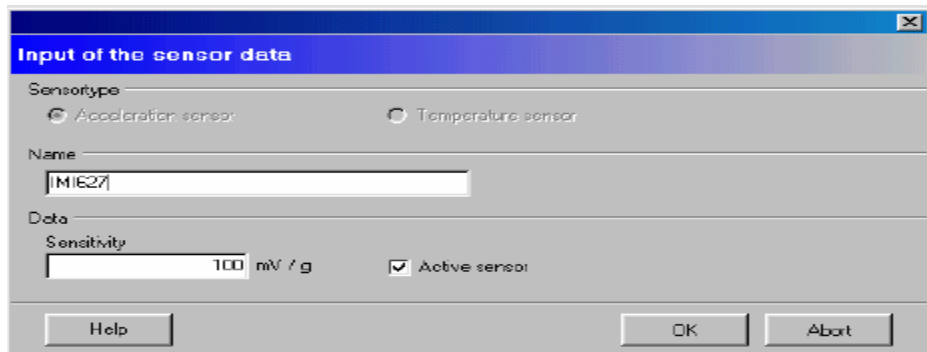 Input of the sensor data
Sensortype
Acceleration sensor Temperature sensor
Name
IMI627
Data
Sensitivity
100 mV / g Active sensor
Help OK Abort